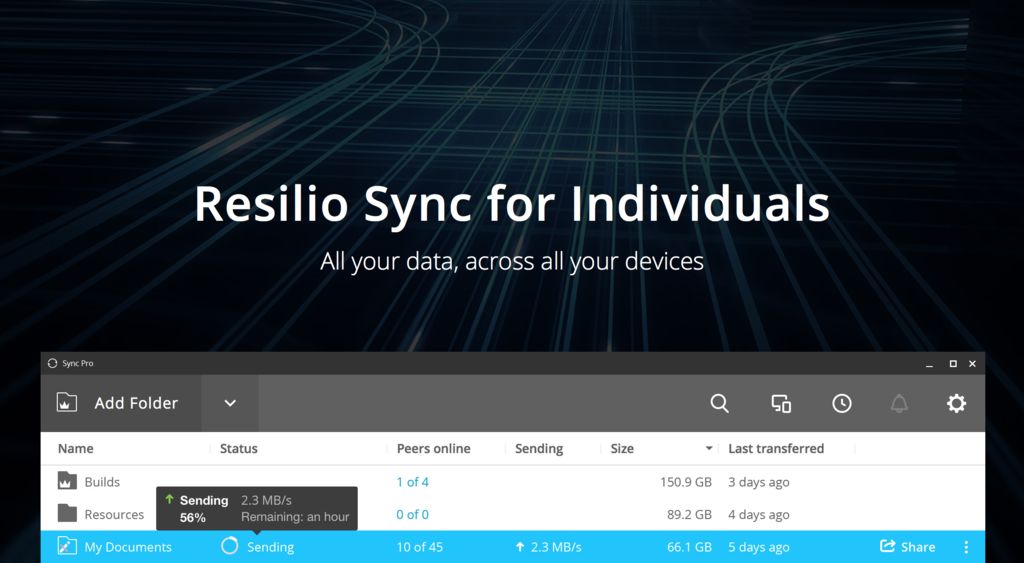 Resilio Sync for Individuals
All your data, across all your devices
Sync Pro
Add Folder
Name Status Peers online Sending Size Last transferred
Builds 1 of 4 150.9 GB 3 days ago
Sending 2.3 MB/s
56% Remaining: an hour
Resources 0 of 0 89.2 GB 4 days ago
My Documents Sending 10 of 45 2.3 MB/s 66.1 GB 5 days ago Share